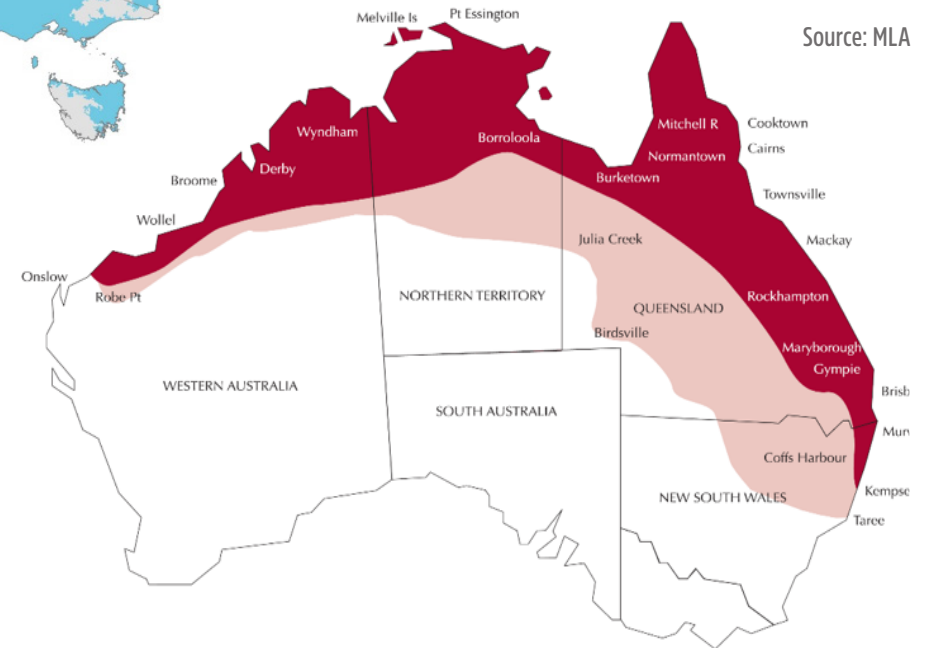 Melville Is
Pt Essington
Source: MLA
Wyndham
Borroloola
Mitchell R
Cooktown
Cairns
Normantown
Derby
Broome
Burketown
Townsville
Wollel
Julia Creek
Mackay
Onslow
Robe Pt
NORTHERN TERRITORY
Rockhampton
QUEENSLAND
Birdsville
Maryborough
Gympie
WESTERN AUSTRALIA
Brisb
SOUTH AUSTRALIA
Coffs Harbour
NEW SOUTH WALES
Taree